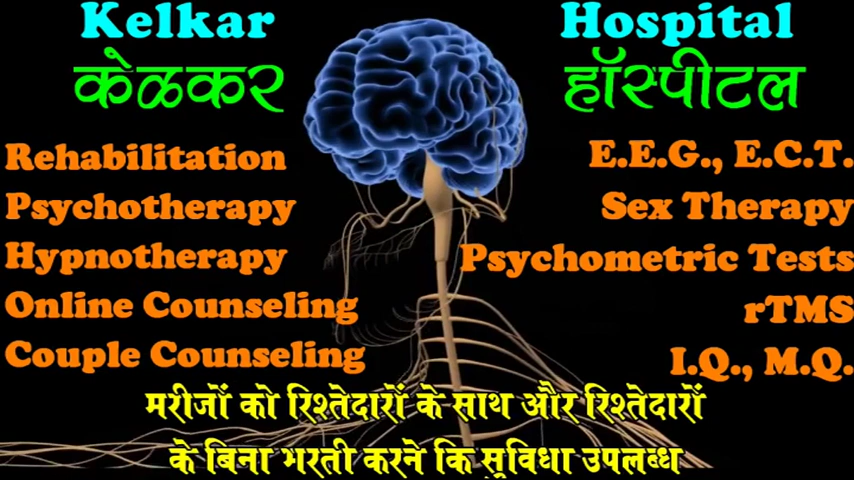 Kelkar Hospital
केळकर हॉस्पीटल
Rehabilitation
Psychotherapy
Hypnotherapy
Online Counseling
Couple Counseling
E.E.G., E.C.T.
Sex Therapy
Psychometric Tests
rTMS
I.Q., M.Q.
मरीजों को रिश्तेदारों के साथ और रिश्तेदारों
के बिना भरती करने कि सुविधा उपलब्ध